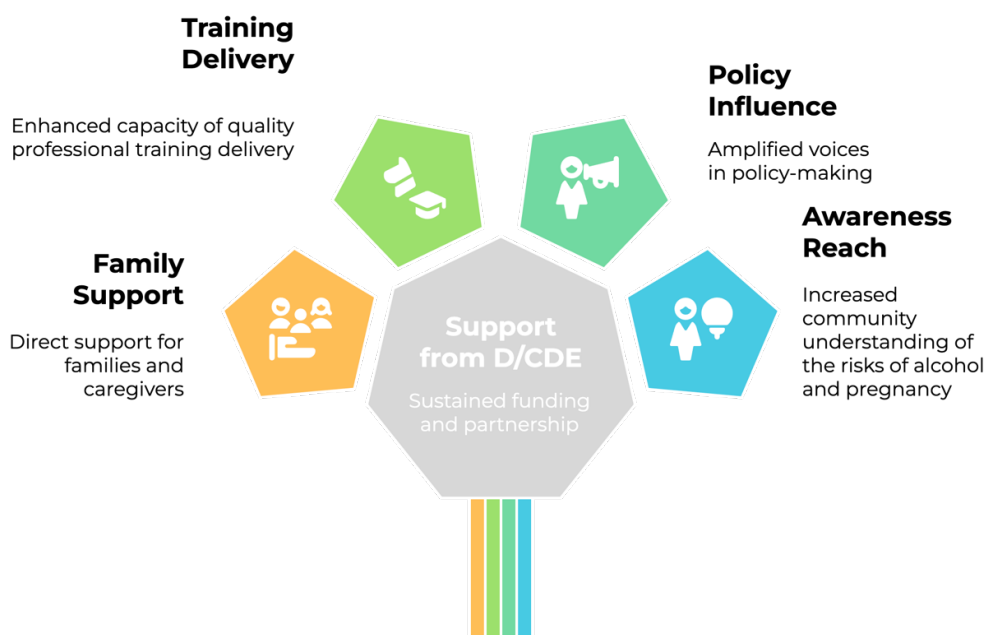 Training
Delivery
Enhanced capacity of quality
professional training delivery
Policy
Influence
Amplified voices
in policy-making
Family
Support
Direct support for
families and
caregivers
Support
from D/CDE
Sustained funding
and partnership
Awareness
Reach
Increased
community
understanding of
the risks of alcohol
and pregnancy